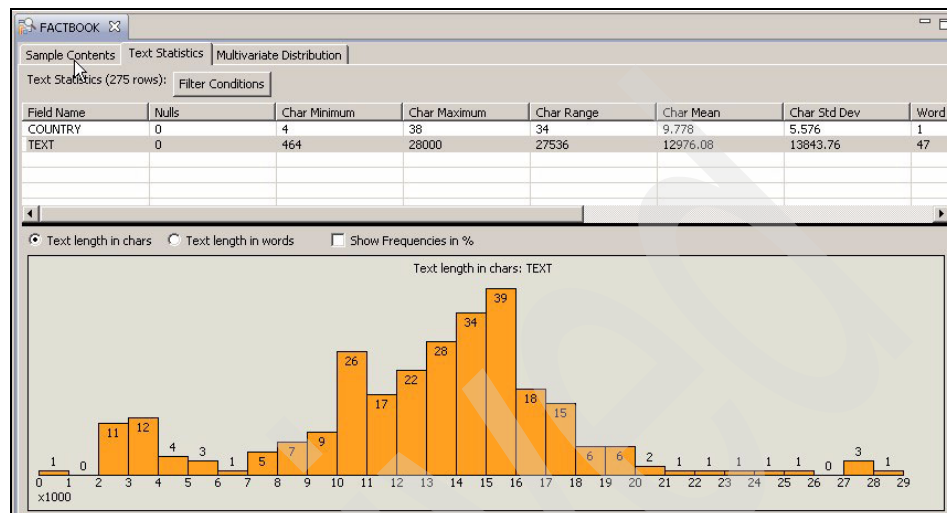 FACTBOOK
Sample Contents Text Statistics Multivariate Distribution
Text Statistics (275 rows): Filter Conditions
Field Name Nulls Char Minimum Char Maximum Char Range Char Mean Char Std Dev Word
COUNTRY 0 4 38 34 9.778 5.576 1
TEXT 0 464 28000 27536 12976.08 13843.76 47
Text length in chars Text length in words Show Frequencies in %
Text length in chars: TEXT
1 0 11 12 4 3 1 5 7 9 26 17 22 28 34 39 18 15 6 6 2 1 1 1 1 1 0 3 1
0 1 2 3 4 5 6 7 8 9 10 11 12 13 14 15 16 17 18 19 20 21 22 23 24 25 26 27 28 29
x1000